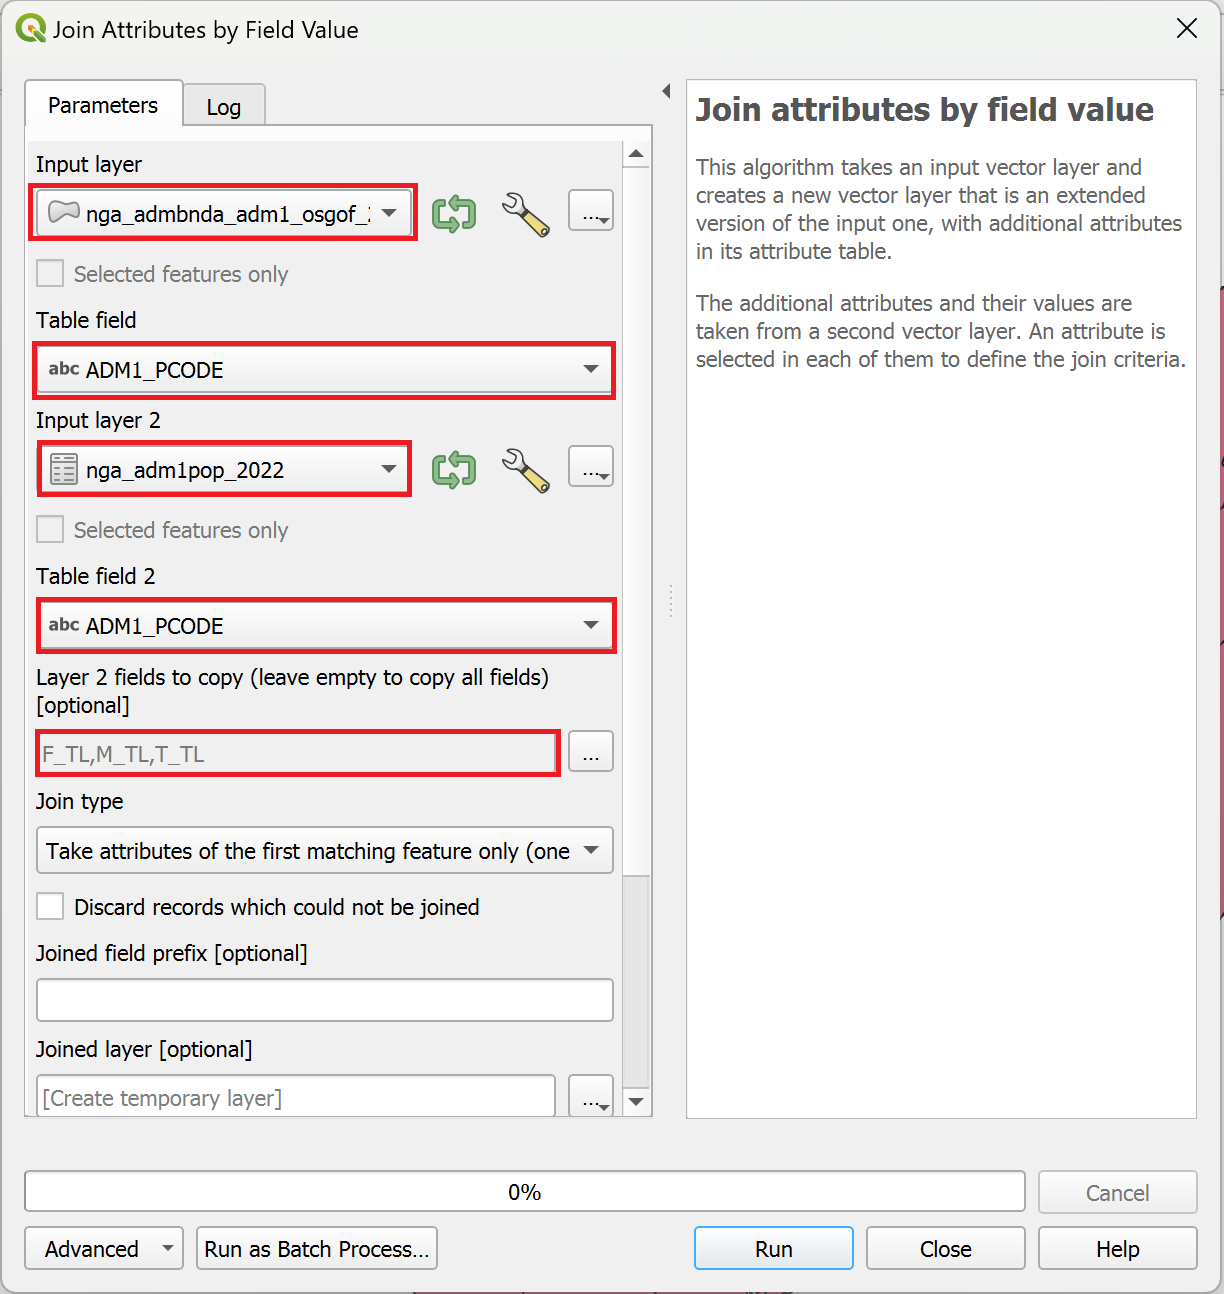 Join Attributes by Field Value
Parameters
Log
Input layer
nga_admbnda_adm1_osgof_
...
Selected features only
Table field
abc ADM1_PCODE
Input layer 2
nga_adm1pop_2022
...
Selected features only
Table field 2
abc ADM1_PCODE
Layer 2 fields to copy (leave empty to copy all fields)
[optional]
F_TL,M_TL,T_TL
...
Join type
Take attributes of the first matching feature only (one
Discard records which could not be joined
Joined field prefix [optional]
Joined layer [optional]
[Create temporary layer]
...
Join attributes by field value
This algorithm takes an input vector layer and
creates a new vector layer that is an extended
version of the input one, with additional attributes
in its attribute table.
The additional attributes and their values are
taken from a second vector layer. An attribute is
selected in each of them to define the join criteria.
0%
Cancel
Advanced
Run as Batch Process...
Run
Close
Help